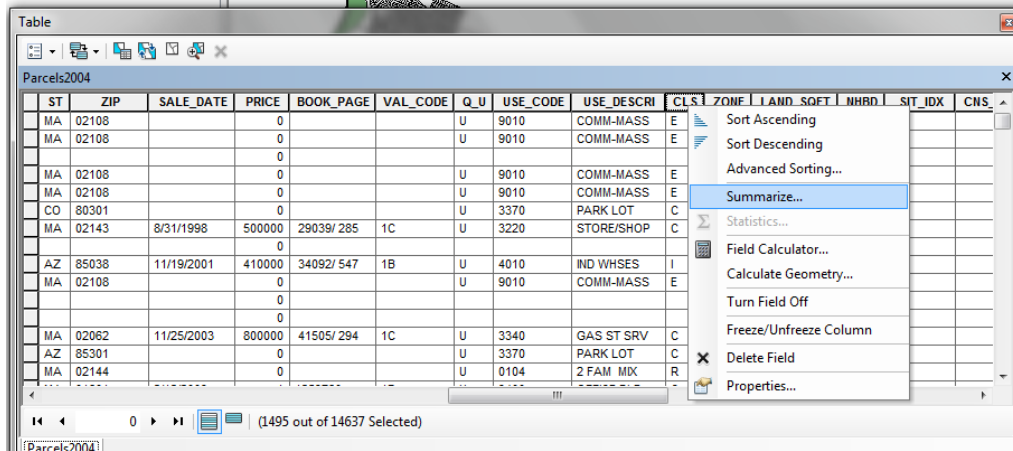 Table
Parcels2004
ST ZIP SALE_DATE PRICE BOOK_PAGE VAL_CODE Q_U USE_CODE USE_DESCRI CLS ZONE LAND_SQFT NHBD SIT_IDX CNS_
MA 02108 0 U 9010 COMM-MASS E
MA 02108 0 U 9010 COMM-MASS E
0
MA 02108 0 U 9010 COMM-MASS E
MA 02108 0 U 9010 COMM-MASS E
CO 80301 0 U 3370 PARK LOT C
MA 02143 8/31/1998 500000 29039/ 285 1C U 3220 STORE/SHOP C
0
AZ 85038 11/19/2001 410000 34092/ 547 1B U 4010 IND WHSES I
MA 02108 0 U 9010 COMM-MASS E
0
0
MA 02062 11/25/2003 800000 41505/ 294 1C U 3340 GAS ST SRV C
AZ 85301 0 U 3370 PARK LOT C
MA 02144 0 U 0104 2 FAM MIX R
Sort Ascending
Sort Descending
Advanced Sorting...
Summarize...
Σ Statistics...
Field Calculator...
Calculate Geometry...
Turn Field Off
Freeze/Unfreeze Column
Delete Field
Properties...
0 (1495 out of 14637 Selected)
Parcels2004